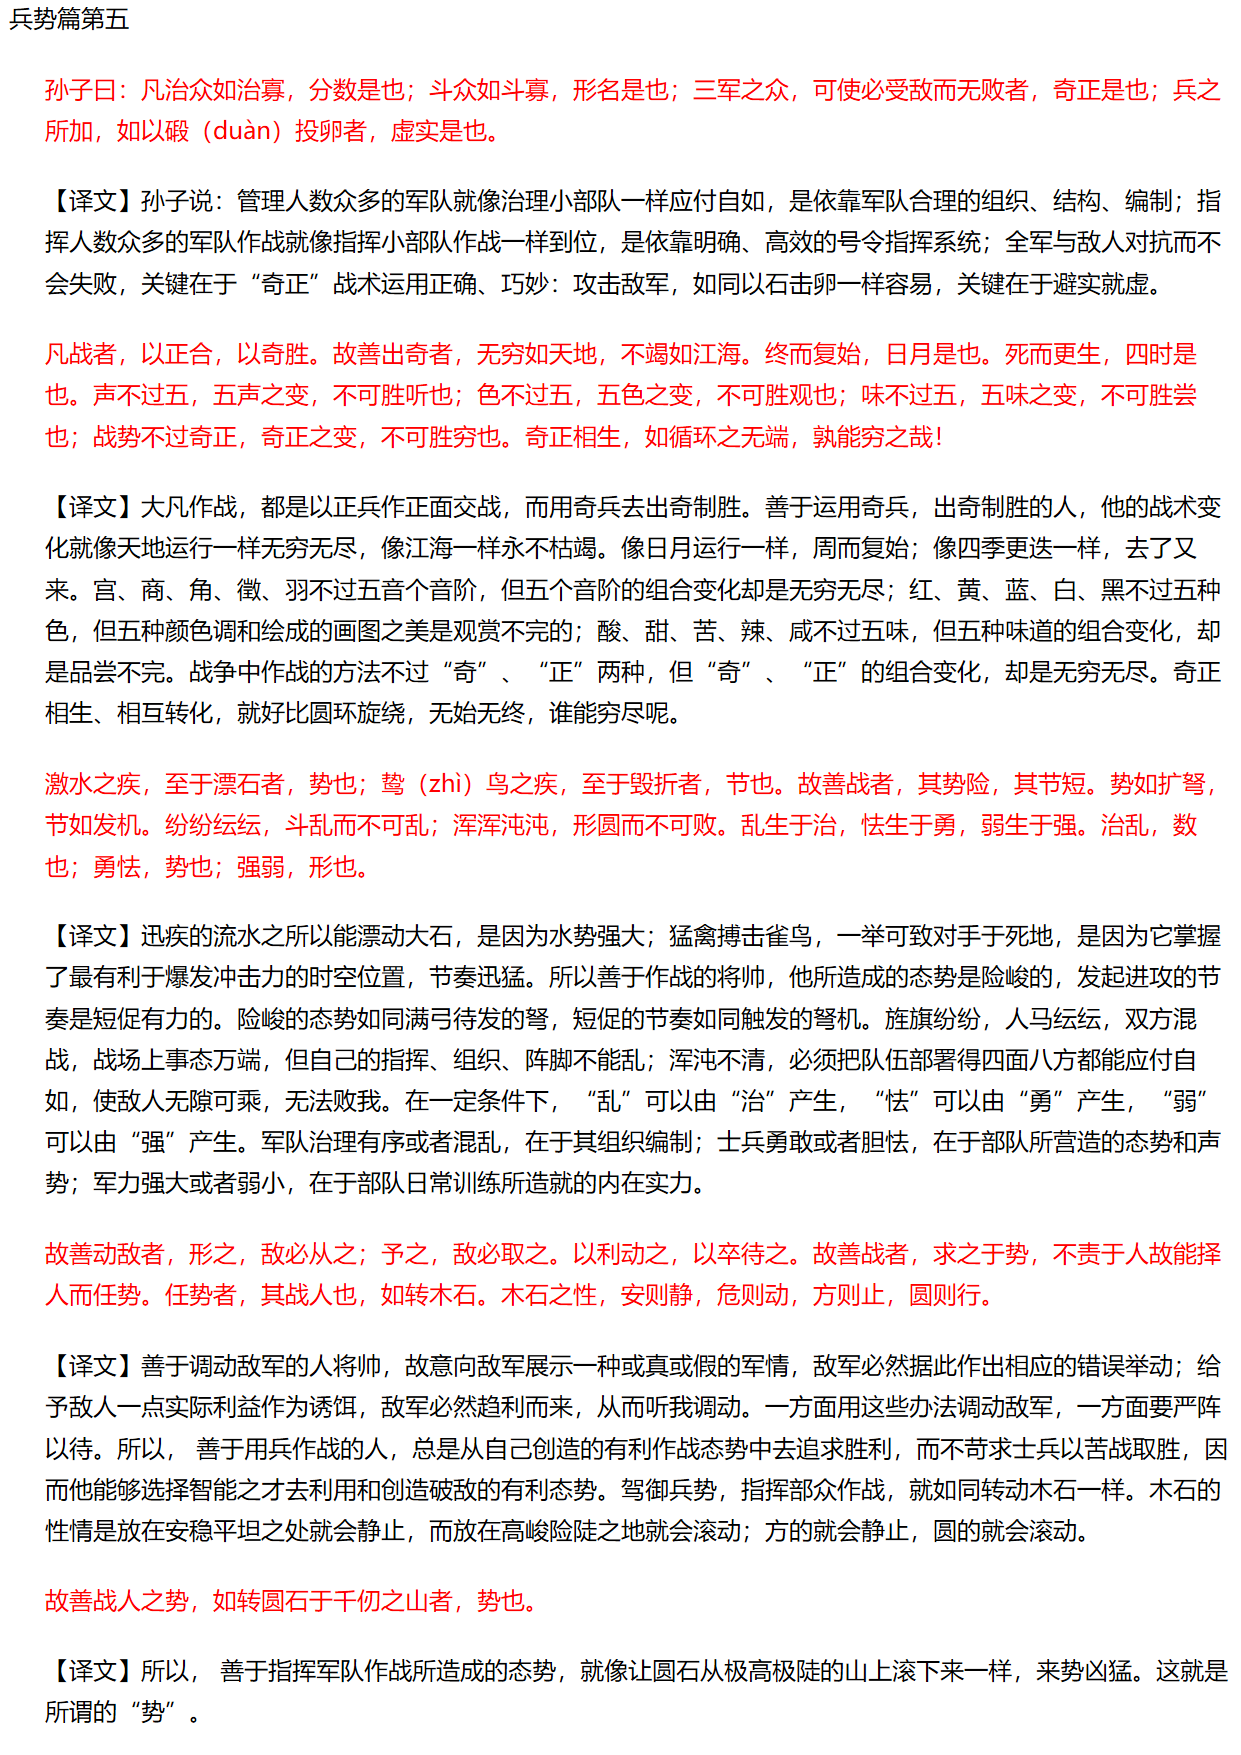 兵势篇第五
孙子曰：凡治众如治寡，分数是也；斗众如斗寡，形名是也；三军之众，可使必受敌而无败者，奇正是也；兵之
所加，如以碫（duàn）投卵者，虚实是也。
【译文】孙子说：管理人数众多的军队就像治理小部队一样应付自如，是依靠军队合理的组织、结构、编制；指
挥人数众多的军队作战就像指挥小部队作战一样到位，是依靠明确、高效的号令指挥系统；全军与敌人对抗而不
会失败，关键在于“奇正”战术运用正确、巧妙：攻击敌军，如同以石击卵一样容易，关键在于避实就虚。
凡战者，以正合，以奇胜。故善出奇者，无穷如天地，不竭如江海。终而复始，日月是也。死而更生，四时是
也。声不过五，五声之变，不可胜听也；色不过五，五色之变，不可胜观也；味不过五，五味之变，不可胜尝
也；战势不过奇正，奇正之变，不可胜穷也。奇正相生，如循环之无端，孰能穷之哉！
【译文】大凡作战，都是以正兵作正面交战，而用奇兵去出奇制胜。善于运用奇兵，出奇制胜的人，他的战术变
化就像天地运行一样无穷无尽，像江海一样永不枯竭。像日月运行一样，周而复始；像四季更迭一样，去了又
来。宫、商、角、徵、羽不过五音个音阶，但五个音阶的组合变化却是无穷无尽；红、黄、蓝、白、黑不过五种
色，但五种颜色调和绘成的画图之美是观赏不完的；酸、甜、苦、辣、咸不过五味，但五种味道的组合变化，却
是品尝不完。战争中作战的方法不过“奇”、“正”两种，但“奇”、“正”的组合变化，却是无穷无尽。奇正
相生、相互转化，就好比圆环旋绕，无始无终，谁能穷尽呢。
激水之疾，至于漂石者，势也；鸷（zhì）鸟之疾，至于毁折者，节也。故善战者，其势险，其节短。势如扩弩，
节如发机。纷纷纭纭，斗乱而不可乱；浑浑沌沌，形圆而不可败。乱生于治，怯生于勇，弱生于强。治乱，数
也；勇怯，势也；强弱，形也。
【译文】迅疾的流水之所以能漂动大石，是因为水势强大；猛禽搏击雀鸟，一举可致对手于死地，是因为它掌握
了最有利于爆发冲击力的时空位置，节奏迅猛。所以善于作战的将帅，他所造成的态势是险峻的，发起进攻的节
奏是短促有力的。险峻的态势如同满弓待发的弩，短促的节奏如同触发的弩机。旌旗纷纷，人马纭纭，双方混
战，战场上事态万端，但自己的指挥、组织、阵脚不能乱；浑沌不清，必须把队伍部署得四面八方都能应付自
如，使敌人无隙可乘，无法败我。在一定条件下，“乱”可以由“治”产生，“怯”可以由“勇”产生，“弱”
可以由“强”产生。军队治理有序或者混乱，在于其组织编制；士兵勇敢或者胆怯，在于部队所营造的态势和声
势；军力强大或者弱小，在于部队日常训练所造就的内在实力。
故善动敌者，形之，敌必从之；予之，敌必取之。以利动之，以卒待之。故善战者，求之于势，不责于人故能择
人而任势。任势者，其战人也，如转木石。木石之性，安则静，危则动，方则止，圆则行。
【译文】善于调动敌军的人将帅，故意向敌军展示一种或真或假的军情，敌军必然据此作出相应的错误举动；给
予敌人一点实际利益作为诱饵，敌军必然趋利而来，从而听我调动。一方面用这些办法调动敌军，一方面要严阵
以待。所以， 善于用兵作战的人，总是从自己创造的有利作战态势中去追求胜利，而不苛求士兵以苦战取胜，因
而他能够选择智能之才去利用和创造破敌的有利态势。驾御兵势，指挥部众作战，就如同转动木石一样。木石的
性情是放在安稳平坦之处就会静止，而放在高峻险陡之地就会滚动；方的就会静止，圆的就会滚动。
故善战人之势，如转圆石于千仞之山者，势也。
【译文】所以， 善于指挥军队作战所造成的态势，就像让圆石从极高极陡的山上滚下来一样，来势凶猛。这就是
所谓的“势”。